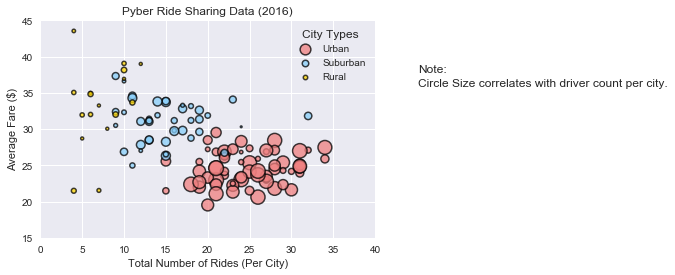 Pyber Ride Sharing Data (2016)
45
40
35
30
25
20
15
Average Fare ($)
City Types
Urban
Suburban
Rural
Note:
Circle Size correlates with driver count per city.
0 5 10 15 20 25 30 35 40
Total Number of Rides (Per City)